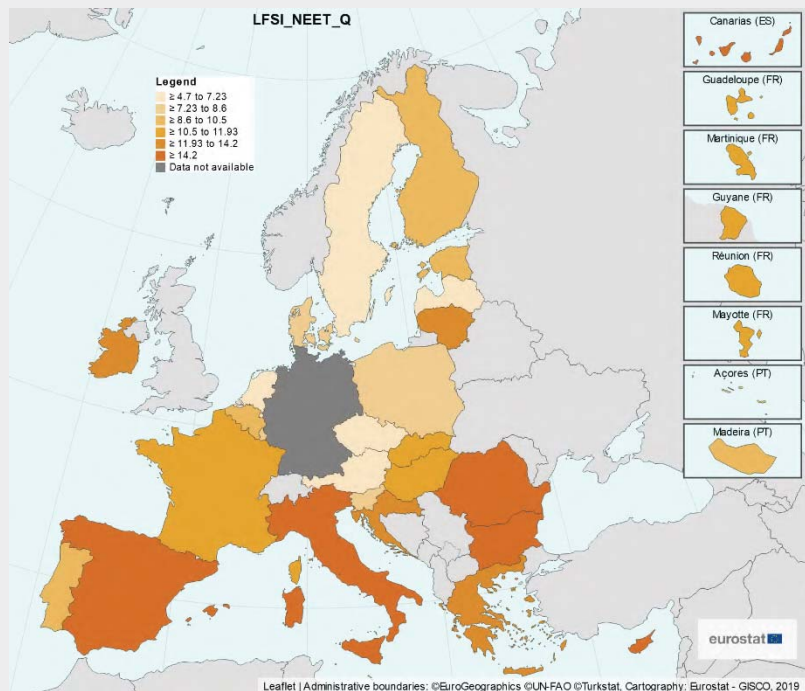 LFSI_NEET_Q
Legend
≥ 4.7 to 7.23
≥ 7.23 to 8.6
≥ 8.6 to 10.5
≥ 10.5 to 11.93
≥ 11.93 to 14.2
≥ 14.2
Data not available
Canarias (ES)
Guadeloupe (FR)
Martinique (FR)
Guyane (FR)
Réunion (FR)
Mayotte (FR)
Açores (PT)
Madeira (PT)
eurostat
Leaflet | Administrative boundaries: ©EuroGeographics ©UN-FAO ©Turkstat, Cartography: Eurostat - GISCO, 2019